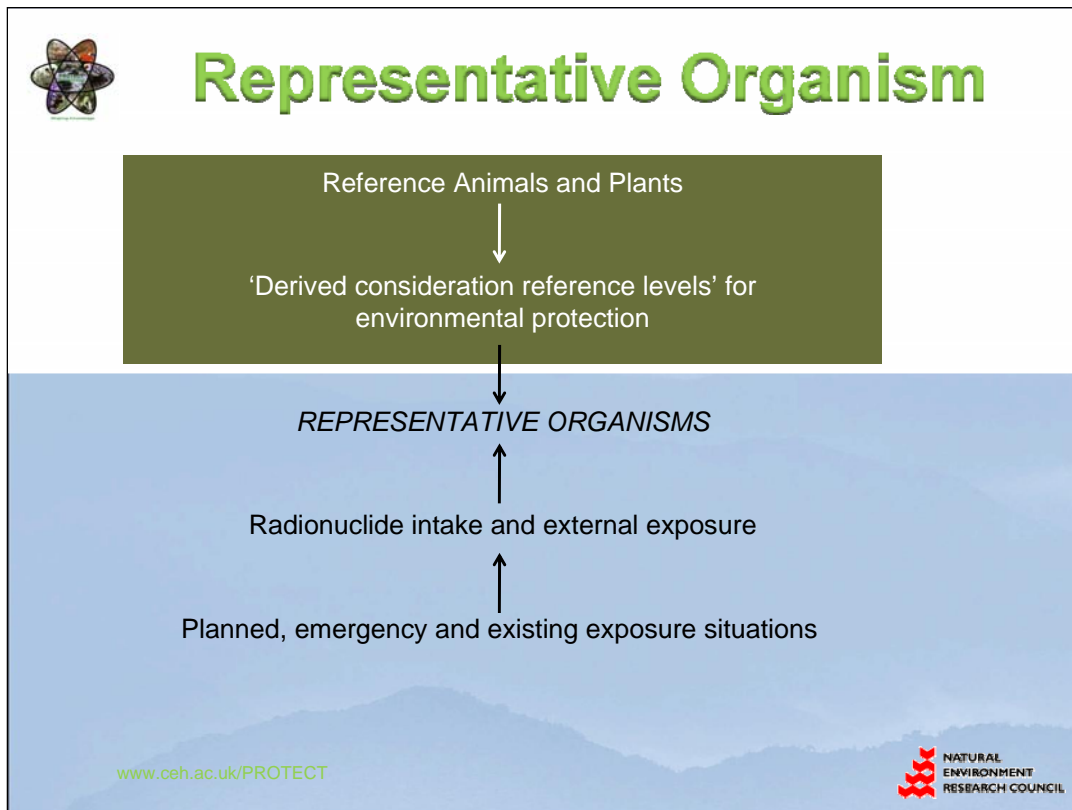 Representative Organism
Reference Animals and Plants
‘Derived consideration reference levels’ for
environmental protection
REPRESENTATIVE ORGANISMS
Radionuclide intake and external exposure
Planned, emergency and existing exposure situations
www.ceh.ac.uk/PROTECT
NATURAL
ENVIRONMENT
RESEARCH COUNCIL